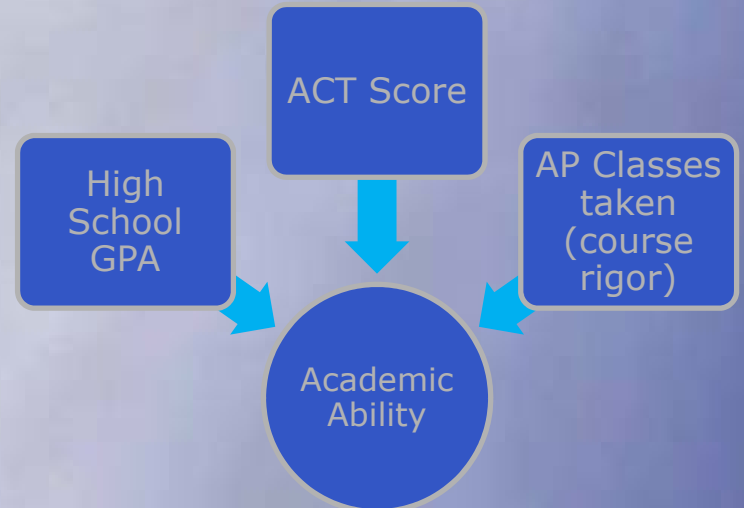 ACT Score
High
School
GPA
AP Classes
taken
(course
rigor)
Academic
Ability